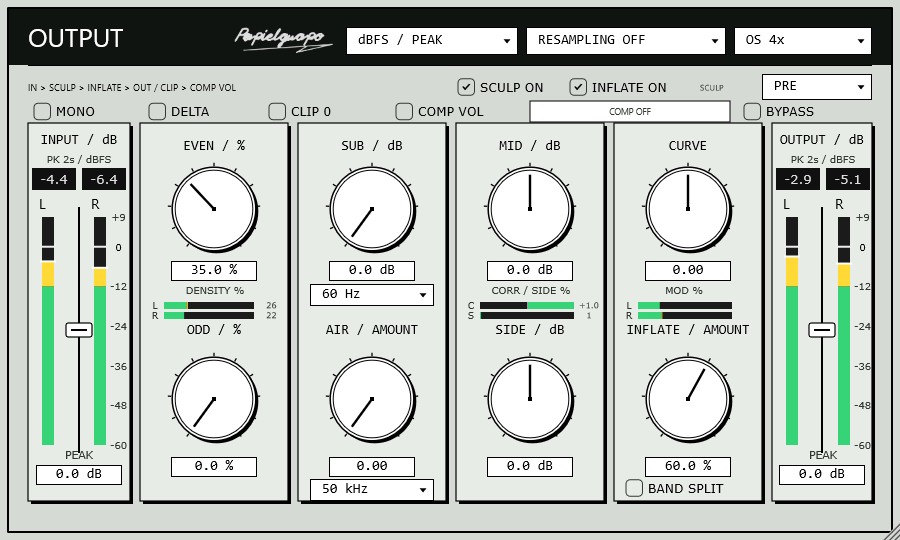 OUTPUT
Papielguapo
dBFS / PEAK
RESAMPLING OFF
OS 4x
IN > SCULP > INFLATE > OUT / CLIP > COMP VOL
SCULP ON
INFLATE ON
SCULP
PRE
MONO
DELTA
CLIP 0
COMP VOL
COMP OFF
BYPASS
INPUT / dB
PK 2s / dBFS
-4.4 -6.4
L R
+9
0
-12
-24
-36
-48
-60
PEAK
0.0 dB
EVEN / %
35.0 %
DENSITY %
L 26
R 22
ODD / %
0.0 %
SUB / dB
0.0 dB
60 Hz
AIR / AMOUNT
0.00
50 kHz
MID / dB
0.0 dB
CORR / SIDE %
C +1.0
S 1
SIDE / dB
0.0 dB
CURVE
0.00
MOD %
L
R
INFLATE / AMOUNT
60.0 %
BAND SPLIT
OUTPUT / dB
PK 2s / dBFS
-2.9 -5.1
L R
+9
0
-12
-24
-36
-48
-60
PEAK
0.0 dB